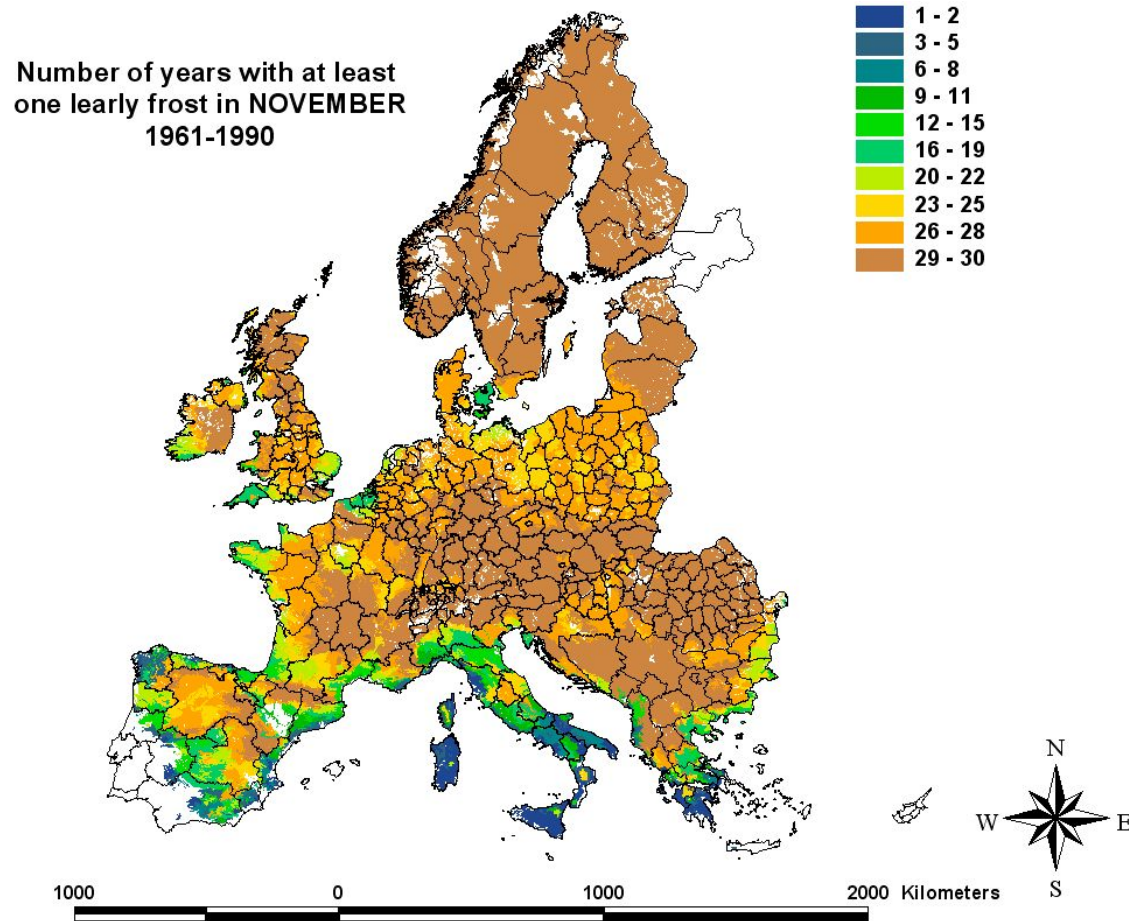 Number of years with at least
one learly frost in NOVEMBER
1961-1990
1 - 2
3 - 5
6 - 8
9 - 11
12 - 15
16 - 19
20 - 22
23 - 25
26 - 28
29 - 30
N
W E
S
1000 0 1000 2000 Kilometers